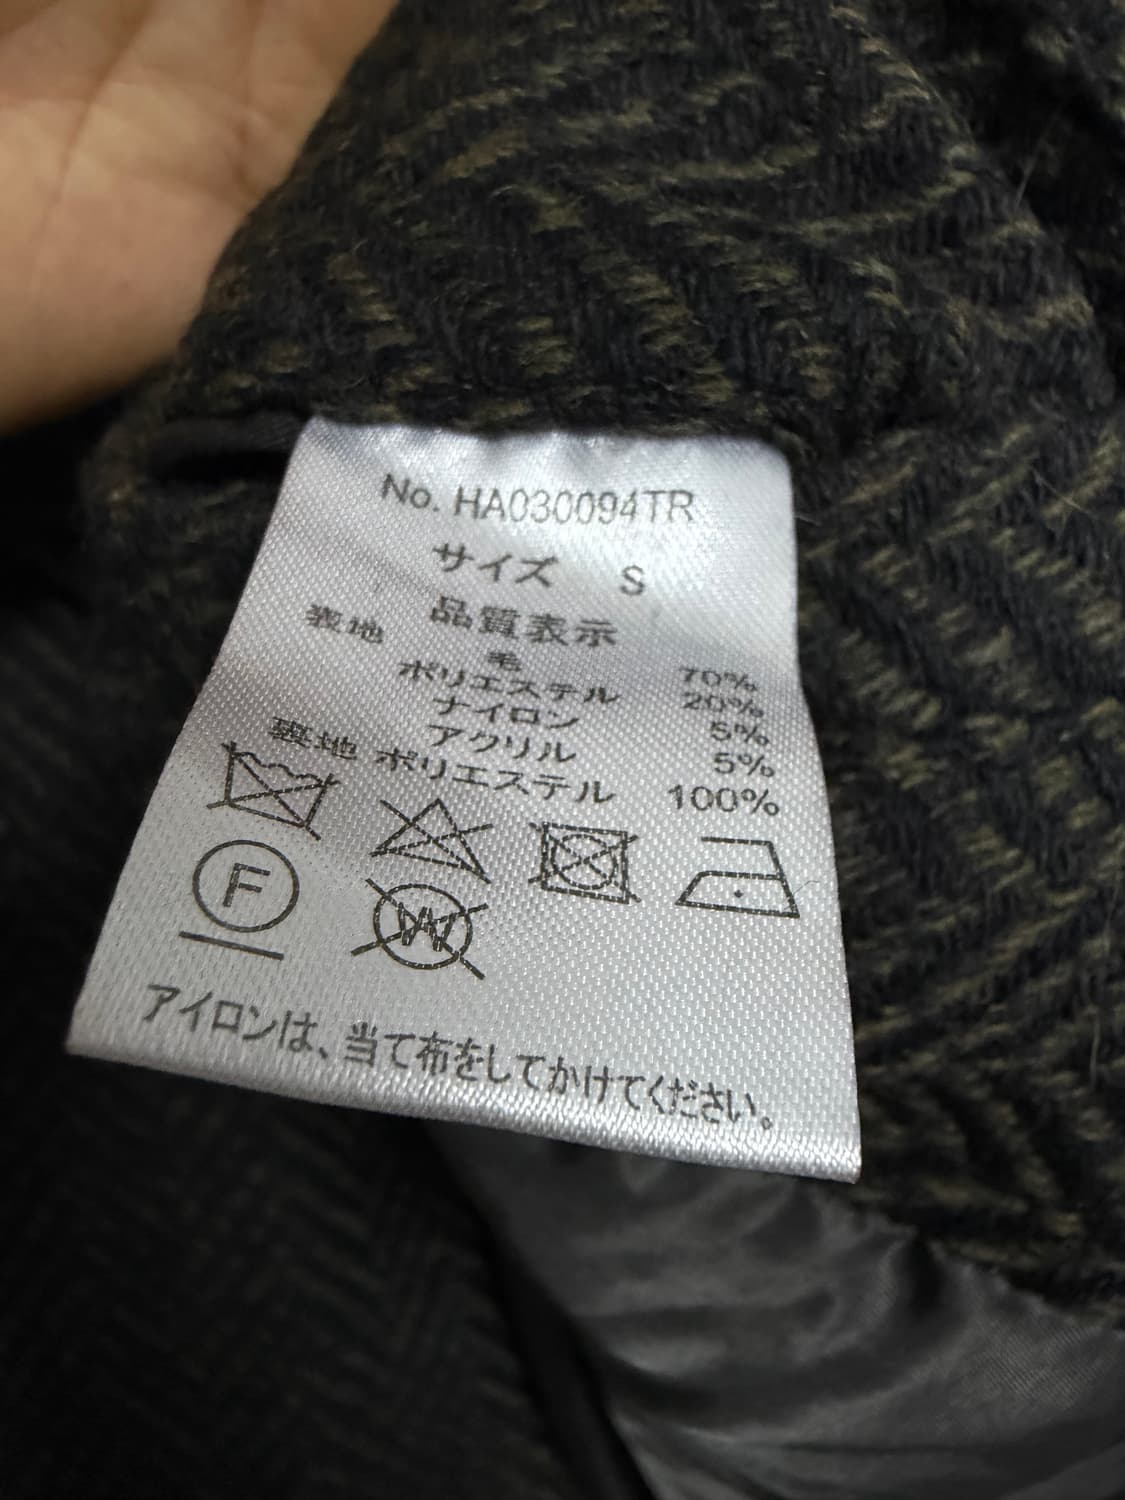 No. HA030094TR
サイズ S
品質表示
表地
毛 70%
ポリエステル 20%
ナイロン 5%
アクリル 5%
裏地 ポリエステル 100%
F
W
アイロンは、当て布をしてかけてください。